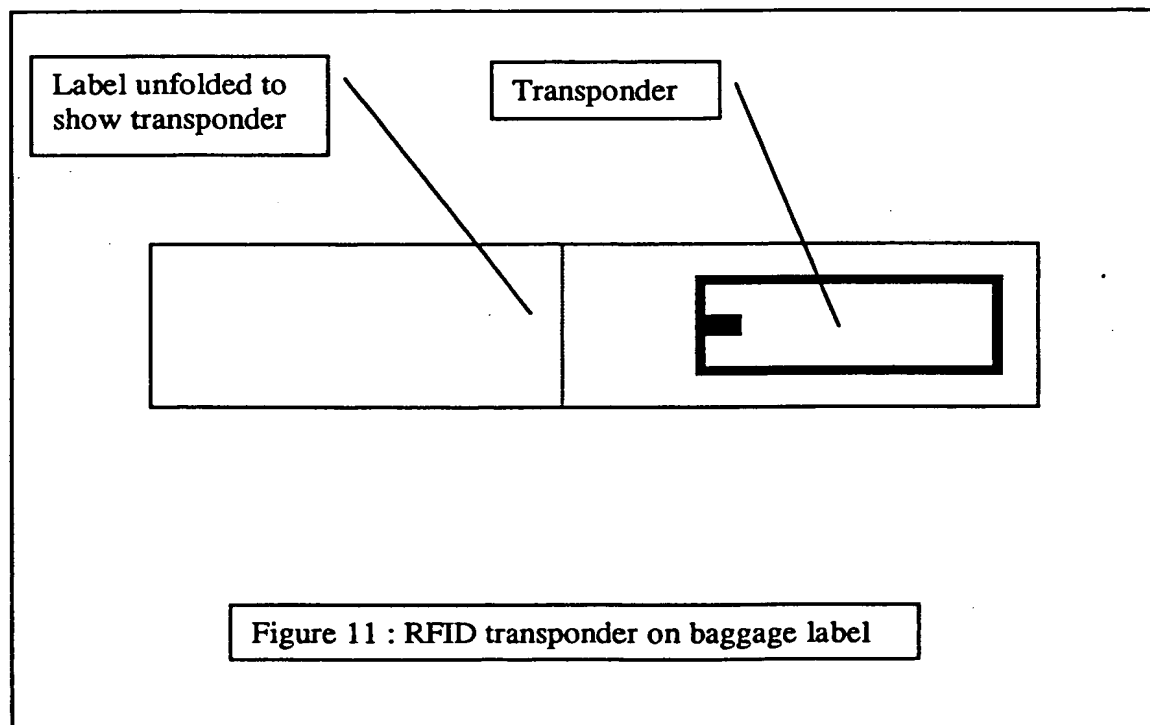 Label unfolded to
show transponder
Transponder
Figure 11 : RFID transponder on baggage label